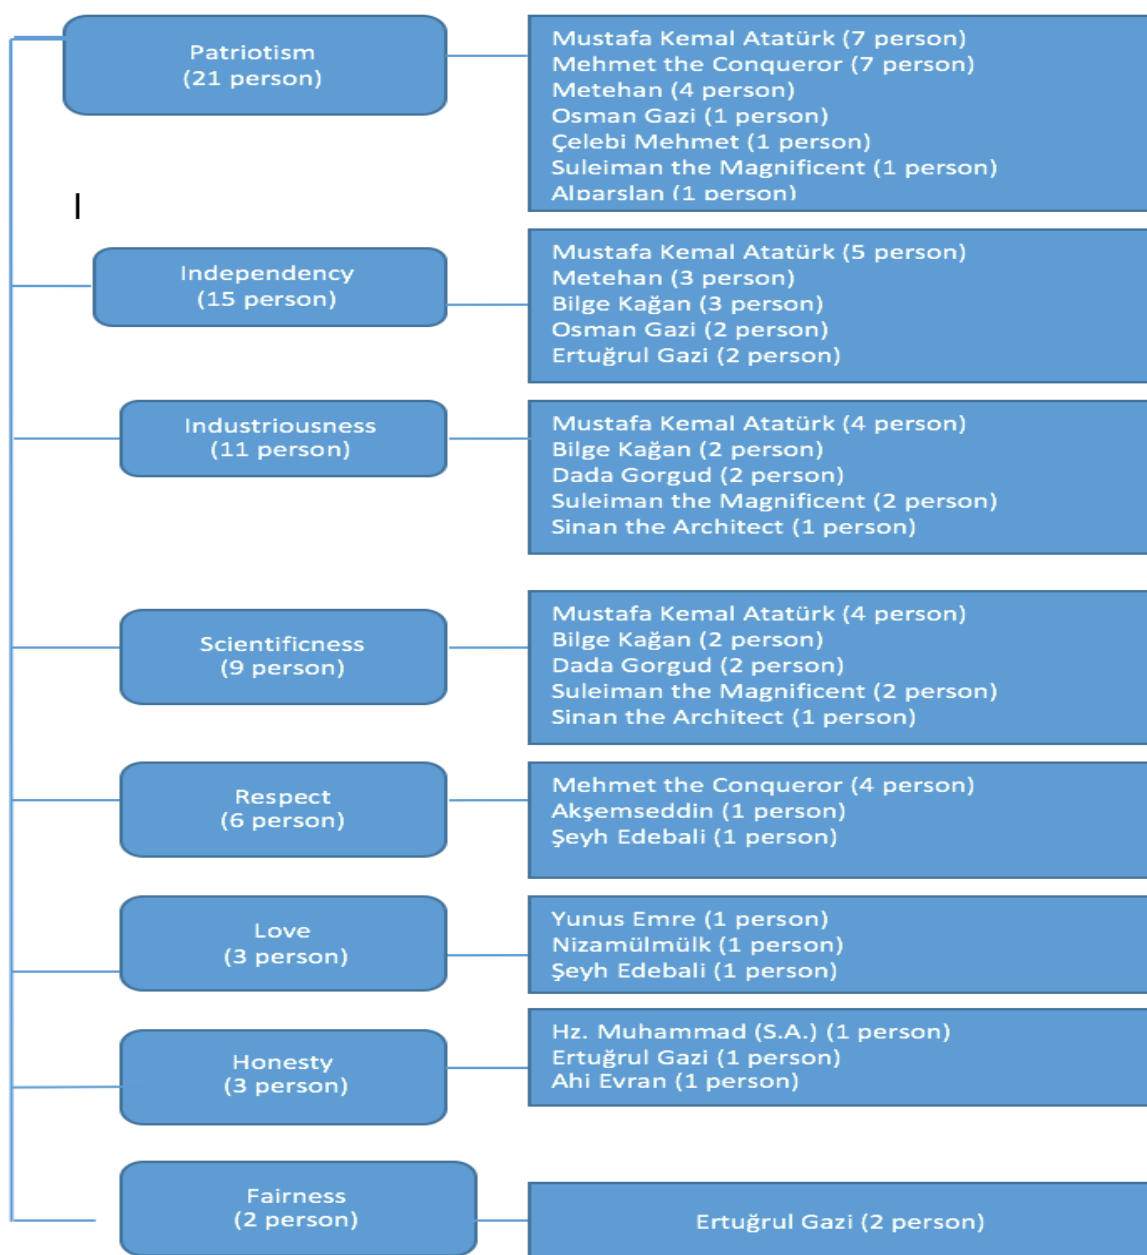 Patriotism
(21 person)
Mustafa Kemal Atatürk (7 person)
Mehmet the Conqueror (7 person)
Metehan (4 person)
Osman Gazi (1 person)
Çelebi Mehmet (1 person)
Suleiman the Magnificent (1 person)
Alparslan (1 person)
I
Independency
(15 person)
Mustafa Kemal Atatürk (5 person)
Metehan (3 person)
Bilge Kağan (3 person)
Osman Gazi (2 person)
Ertuğrul Gazi (2 person)
Industriousness
(11 person)
Mustafa Kemal Atatürk (4 person)
Bilge Kağan (2 person)
Dada Gorgud (2 person)
Suleiman the Magnificent (2 person)
Sinan the Architect (1 person)
Scientificness
(9 person)
Mustafa Kemal Atatürk (4 person)
Bilge Kağan (2 person)
Dada Gorgud (2 person)
Suleiman the Magnificent (2 person)
Sinan the Architect (1 person)
Respect
(6 person)
Mehmet the Conqueror (4 person)
Akşemseddin (1 person)
Şeyh Edebali (1 person)
Love
(3 person)
Yunus Emre (1 person)
Nizamülmülk (1 person)
Şeyh Edebali (1 person)
Honesty
(3 person)
Hz. Muhammad (S.A.) (1 person)
Ertuğrul Gazi (1 person)
Ahi Evran (1 person)
Fairness
(2 person)
Ertuğrul Gazi (2 person)